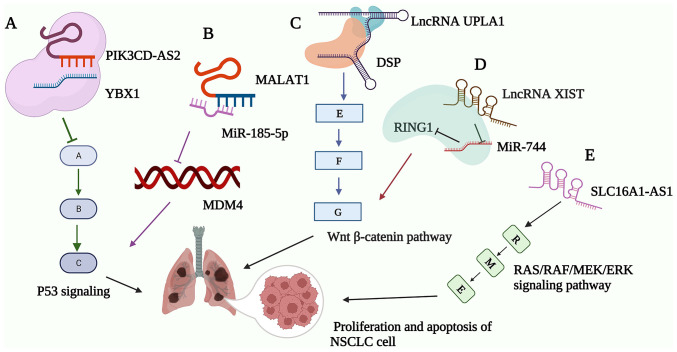 A
PIK3CD-AS2
YBX1
A
B
C
P53 signaling
B
MALAT1
MiR-185-5p
MDM4
C
LncRNA UPLA1
DSP
E
F
G
Wnt β-catenin pathway
D
LncRNA XIST
RING1
MiR-744
E
SLC16A1-AS1
R
M
E
RAS/RAF/MEK/ERK
signaling pathway
Proliferation and apoptosis of
NSCLC cell